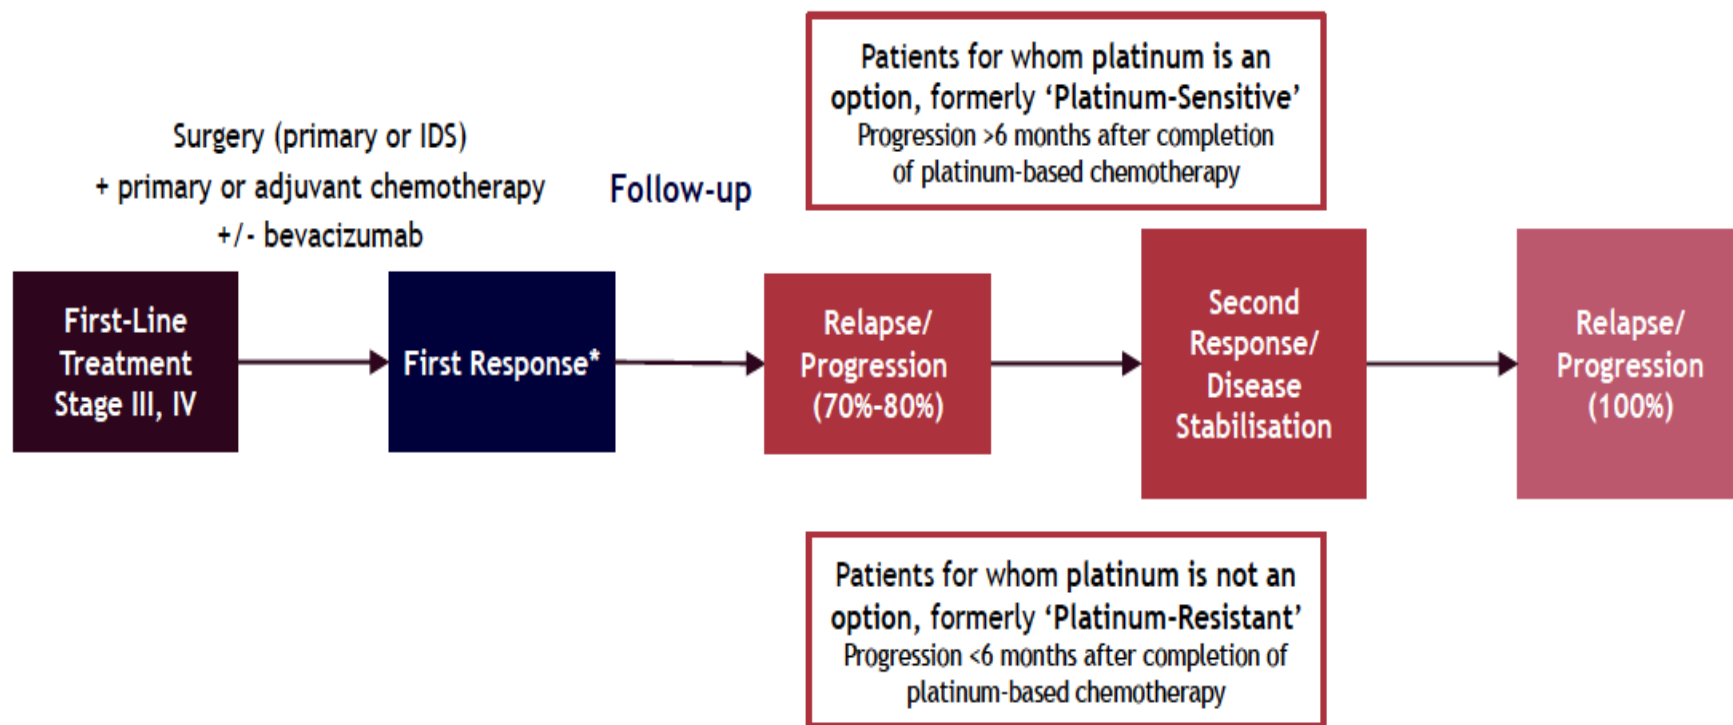 Surgery (primary or IDS)
+ primary or adjuvant chemotherapy
+/- bevacizumab
Follow-up
Patients for whom platinum is an
option, formerly ‘Platinum-Sensitive’
Progression >6 months after completion
of platinum-based chemotherapy
First-Line
Treatment
Stage III, IV
First Response*
Relapse/
Progression
(70%-80%)
Second
Response/
Disease
Stabilisation
Relapse/
Progression
(100%)
Patients for whom platinum is not an
option, formerly ‘Platinum-Resistant’
Progression <6 months after completion of
platinum-based chemotherapy